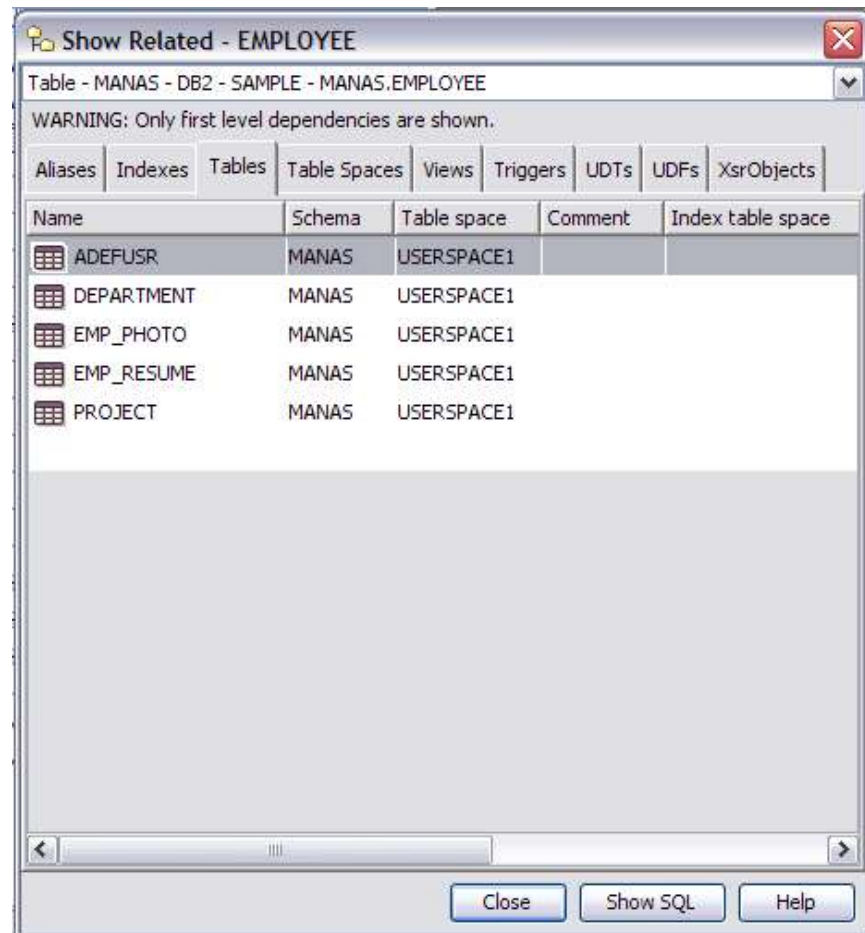 Show Related - EMPLOYEE
Table - MANAS - DB2 - SAMPLE - MANAS.EMPLOYEE
WARNING: Only first level dependencies are shown.
Aliases Indexes Tables Table Spaces Views Triggers UDTs UDFs XsrObjects
Name Schema Table space Comment Index table space
ADEFUSR MANAS USERSPACE1
DEPARTMENT MANAS USERSPACE1
EMP_PHOTO MANAS USERSPACE1
EMP_RESUME MANAS USERSPACE1
PROJECT MANAS USERSPACE1
Close Show SQL Help